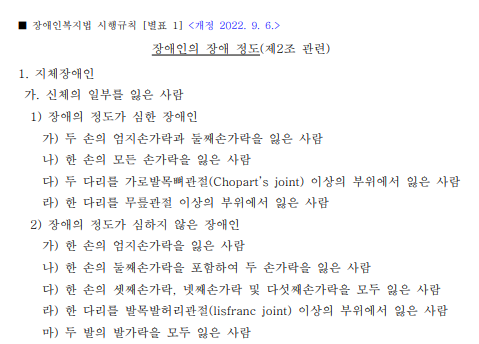 ■ 장애인복지법 시행규칙 [별표 1] <개정 2022. 9. 6.>
장애인의 장애 정도(제2조 관련)
1. 지체장애인
가. 신체의 일부를 잃은 사람
1) 장애의 정도가 심한 장애인
가) 두 손의 엄지손가락과 둘째손가락을 잃은 사람
나) 한 손의 모든 손가락을 잃은 사람
다) 두 다리를 가로발목뼈관절(Chopart's joint) 이상의 부위에서 잃은 사람
라) 한 다리를 무릎관절 이상의 부위에서 잃은 사람
2) 장애의 정도가 심하지 않은 장애인
가) 한 손의 엄지손가락을 잃은 사람
나) 한 손의 둘째손가락을 포함하여 두 손가락을 잃은 사람
다) 한 손의 셋째손가락, 넷째손가락 및 다섯째손가락을 모두 잃은 사람
라) 한 다리를 발목발허리관절(lisfranc joint) 이상의 부위에서 잃은 사람
마) 두 발의 발가락을 모두 잃은 사람